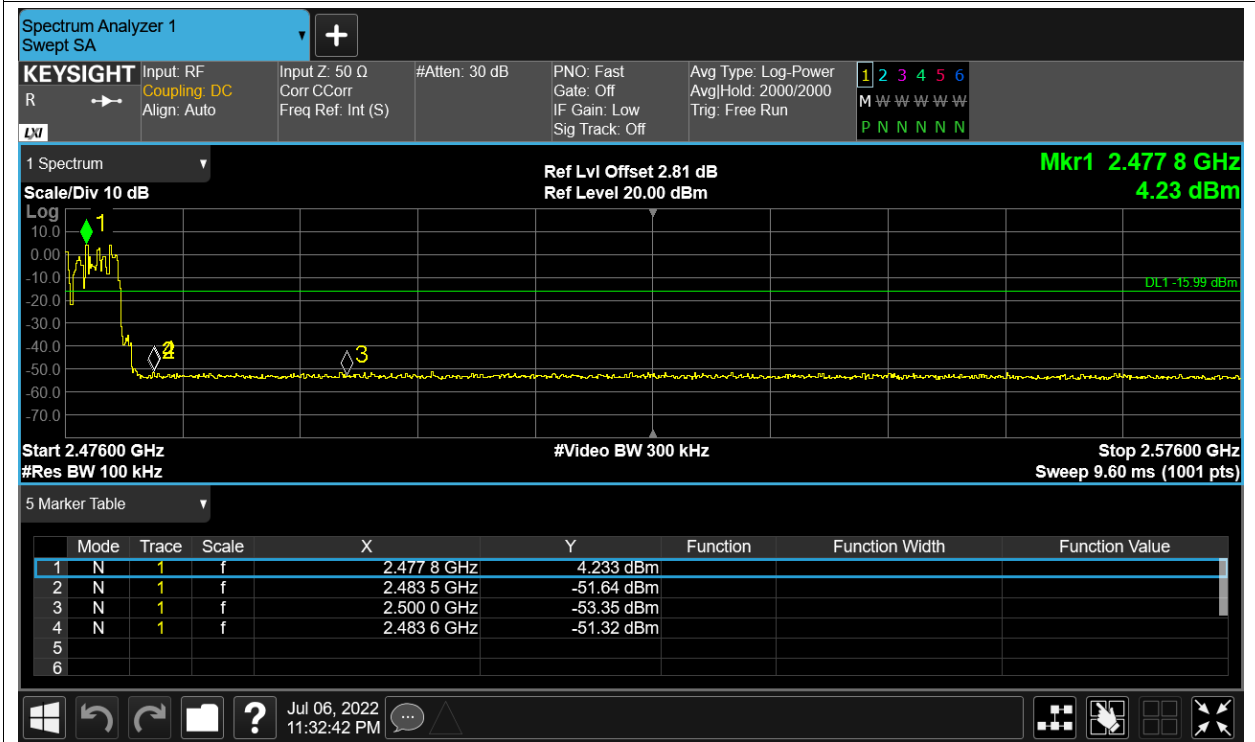 Spectrum Analyzer 1
Swept SA
+
KEYSIGHT Input: RF Input Z: 50 Ω #Atten: 30 dB PNO: Fast Avg Type: Log-Power 1 2 3 4 5 6
R Coupling: DC Corr CCorr Gate: Off Avg|Hold: 2000/2000 M W W W W W
Align: Auto Freq Ref: Int (S) IF Gain: Low Trig: Free Run
LXI Sig Track: Off P N N N N N
1 Spectrum Ref Lvl Offset 2.81 dB Mkr1 2.477 8 GHz
Scale/Div 10 dB Ref Level 20.00 dBm 4.23 dBm
Log
1
10.0
0.00
-10.0
DL1 -15.99 dBm
-20.0
-30.0
-40.0
2 4 3
-50.0
-60.0
-70.0
Start 2.47600 GHz #Video BW 300 kHz Stop 2.57600 GHz
#Res BW 100 kHz Sweep 9.60 ms (1001 pts)
5 Marker Table
Mode Trace Scale X Y Function Function Width Function Value
1 N 1 f 2.477 8 GHz 4.233 dBm
2 N 1 f 2.483 5 GHz -51.64 dBm
3 N 1 f 2.500 0 GHz -53.35 dBm
4 N 1 f 2.483 6 GHz -51.32 dBm
5
6
? Jul 06, 2022
11:32:42 PM